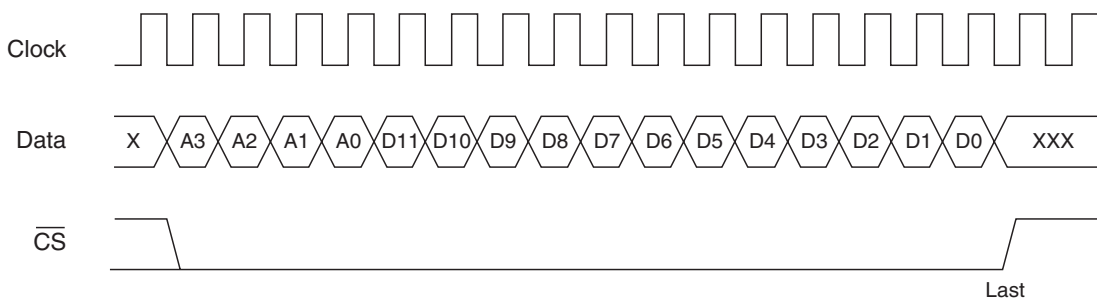 Clock
Data X A3 A2 A1 A0 D11 D10 D9 D8 D7 D6 D5 D4 D3 D2 D1 D0 XXX
CS
Last